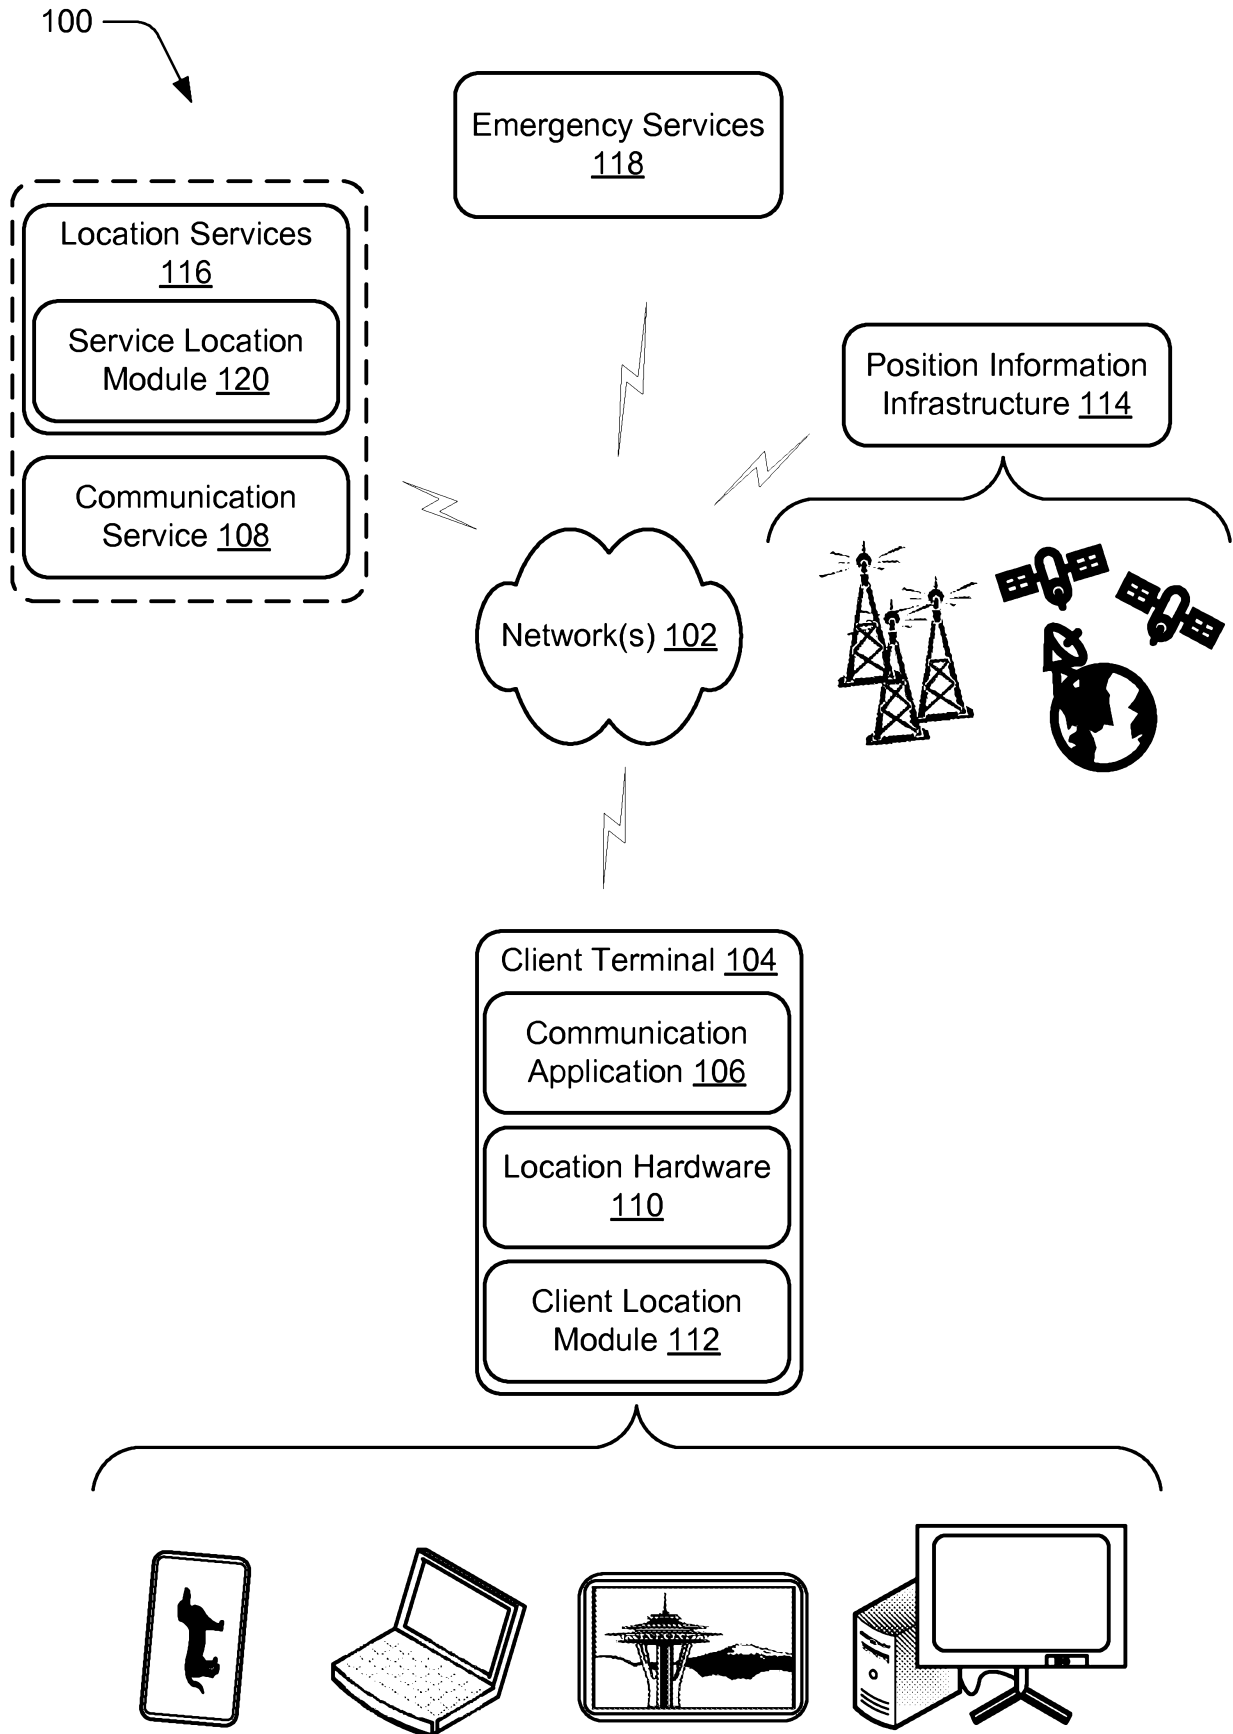 100
Emergency Services
118
Location Services
116
Service Location
Module 120
Communication
Service 108
Position Information
Infrastructure 114
Network(s) 102
Client Terminal 104
Communication
Application 106
Location Hardware
110
Client Location
Module 112